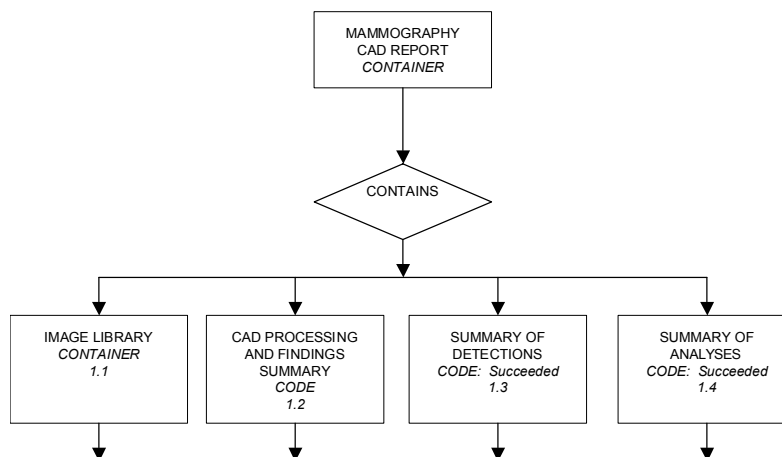 MAMMOGRAPHY
CAD REPORT
CONTAINER
CONTAINS
IMAGE LIBRARY
CONTAINER
1.1
CAD PROCESSING
AND FINDINGS
SUMMARY
CODE
1.2
SUMMARY OF
DETECTIONS
CODE: Succeeded
1.3
SUMMARY OF
ANALYSES
CODE: Succeeded
1.4